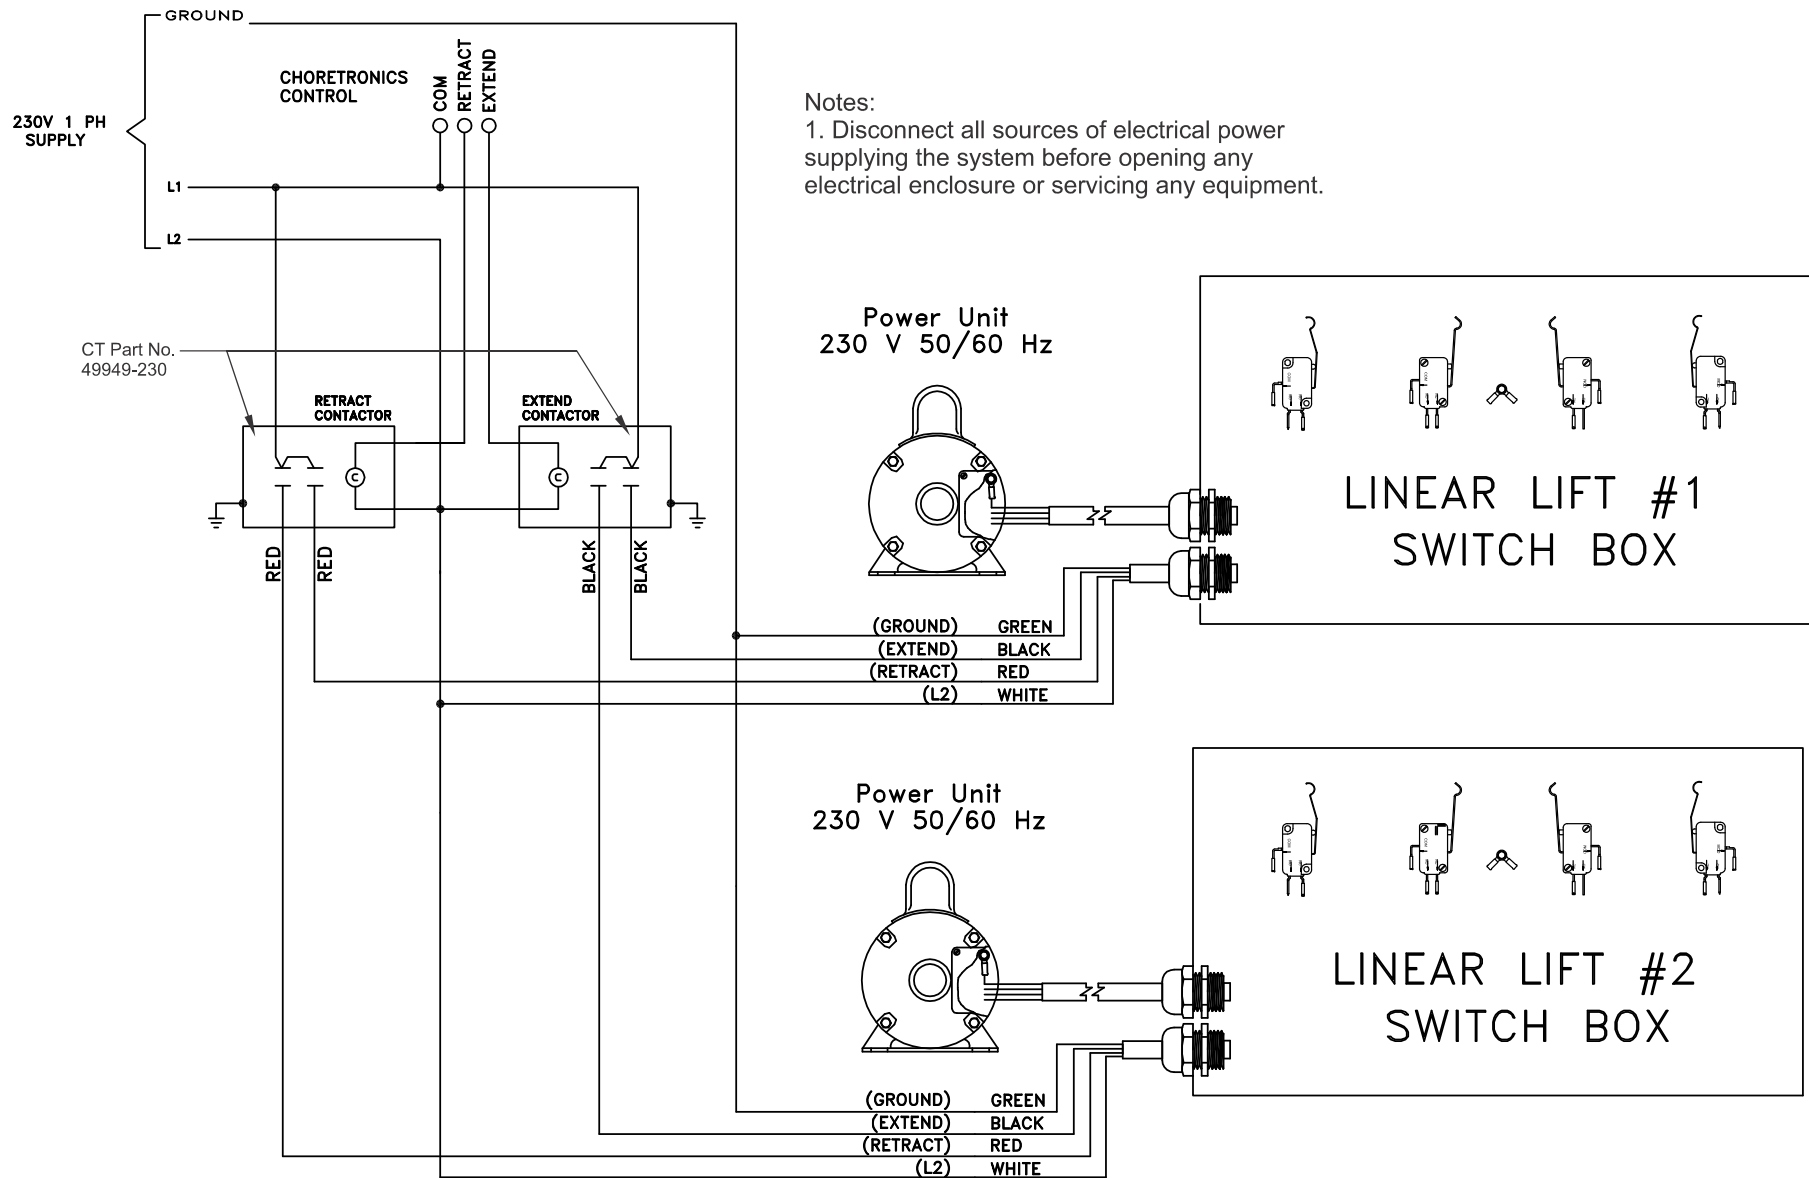 GROUND
CHORETRONICS
CONTROL
COM
RETRACT
EXTEND
230V 1 PH
SUPPLY
L1
L2
Notes:
1. Disconnect all sources of electrical power
supplying the system before opening any
electrical enclosure or servicing any equipment.
CT Part No.
49949-230
RETRACT
CONTACTOR
C
EXTEND
CONTACTOR
C
RED
RED
BLACK
BLACK
Power Unit
230 V 50/60 Hz
LINEAR LIFT #1
SWITCH BOX
(GROUND) GREEN
(EXTEND) BLACK
(RETRACT) RED
(L2) WHITE
Power Unit
230 V 50/60 Hz
LINEAR LIFT #2
SWITCH BOX
(GROUND) GREEN
(EXTEND) BLACK
(RETRACT) RED
(L2) WHITE